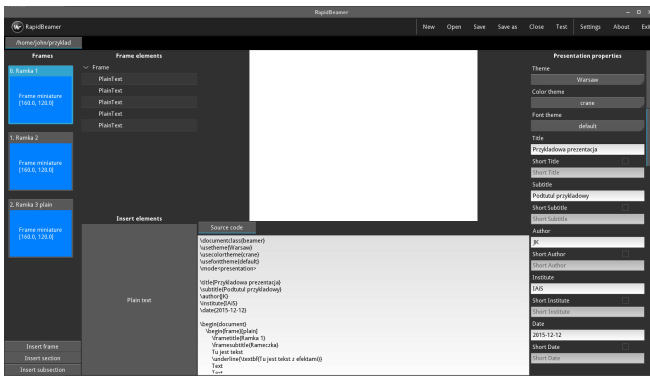 RapidBeamer
RapidBeamer
New Open Save Save as Close Test Settings About Exit
/home/john/przyklad
Frames
0. Ramka 1
Frame miniature
[160.0, 120.0]
1. Ramka 2
Frame miniature
[160.0, 120.0]
2. Ramka 3 plain
Frame miniature
[160.0, 120.0]
Insert frame
Insert section
Insert subsection
Frame elements
Frame
PlainText
PlainText
PlainText
PlainText
PlainText
Insert elements
Plain text
Source code
\documentclass{beamer}
\usetheme{Warsaw}
\usecolortheme{crane}
\usefonttheme{default}
\mode<presentation>
\title{Przykladowa prezentacja}
\subtitle{Podtutul przykladowy}
\author{JK}
\institute{IAiS}
\date{2015-12-12}
\begin{document}
\begin{frame}[plain]
\frametitle{Ramka 1}
\framesubtitle{Rameczka}
Tu jest tekst
\underline{\textbf{Tu jest tekst z efektami}}
Text
Text
Presentation properties
Theme
Warsaw
Color theme
crane
Font theme
default
Title
Przykladowa prezentacja
Short Title
Short Title
Subtitle
Podtutul przykladowy
Short Subtitle
Short Subtitle
Author
JK
Short Author
Short Author
Institute
IAiS
Short Institute
Short Institute
Date
2015-12-12
Short Date
Short Date